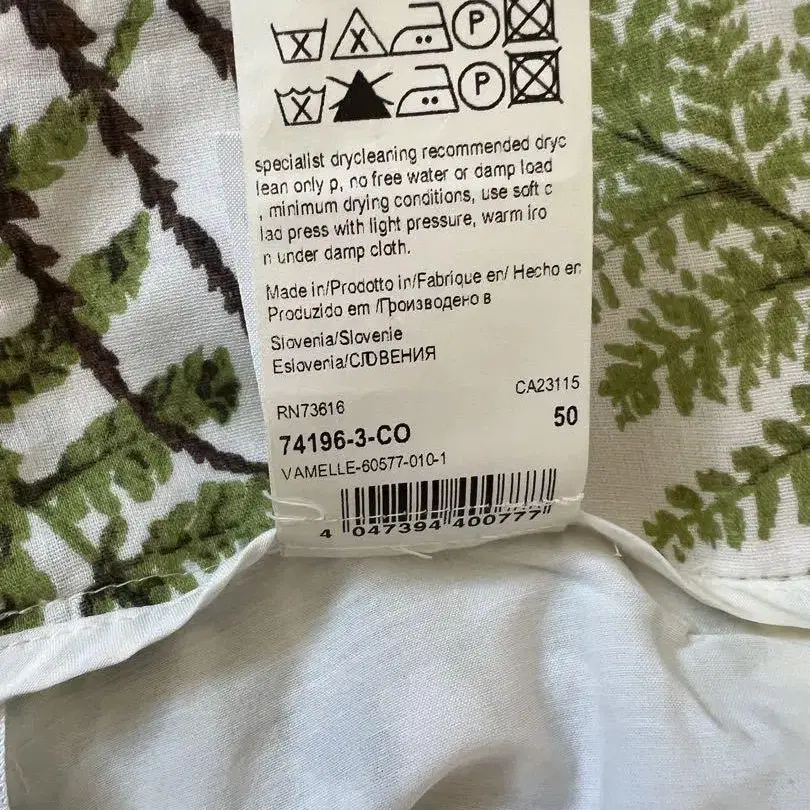 specialist drycleaning recommended dryc
lean only p, no free water or damp load
, minimum drying conditions, use soft c
lad press with light pressure, warm iro
n under damp cloth.
Made in/Prodotto in/Fabriqué en/ Hecho en
Produzido em /Произведено в
Slovenia/Slovenie
Eslovenia/СЛОВЕНИЯ
RN73616
CA23115
74196-3-CO
50
VAMELLE-60577-010-1
4 047394 400777